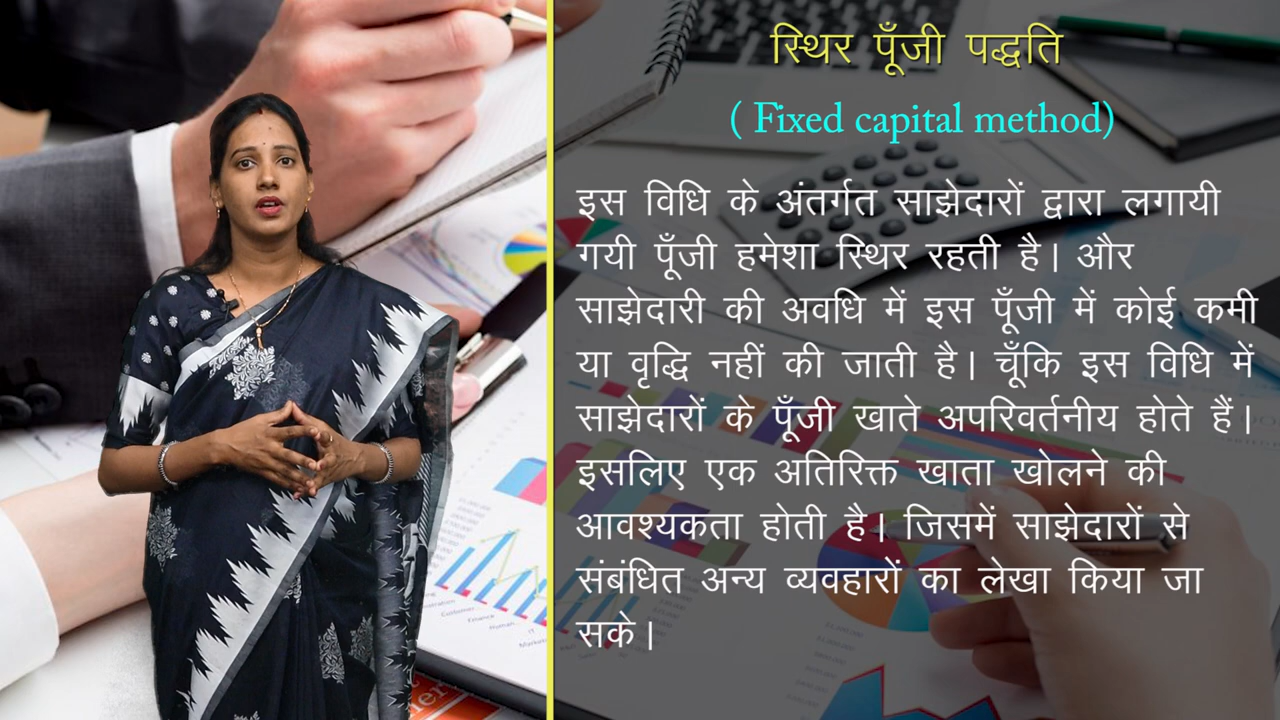 स्थिर पूँजी पद्धति
( Fixed capital method)
इस विधि के अंतर्गत साझेदारों द्वारा लगायी
गयी पूँजी हमेशा स्थिर रहती है। और
साझेदारी की अवधि में इस पूँजी में कोई कमी
या वृद्धि नहीं की जाती है। चूँकि इस विधि में
साझेदारों के पूँजी खाते अपरिवर्तनीय होते हैं।
इसलिए एक अतिरिक्त खाता खोलने की
आवश्यकता होती है। जिसमें साझेदारों से
संबंधित अन्य व्यवहारों का लेखा किया जा
सके।